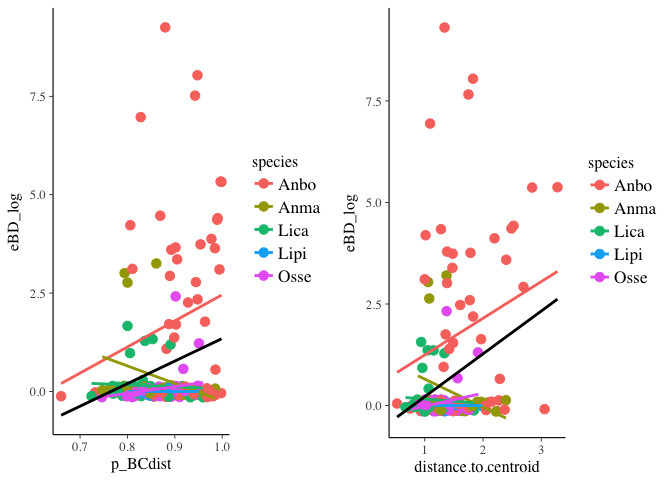 eBD_log
7.5
5.0
2.5
0.0
0.7
0.8
0.9
1.0
p_BCdist
species
Anbo
Anma
Lica
Lipi
Osse
eBD_log
7.5
5.0
2.5
0.0
1
2
3
distance.to.centroid
species
Anbo
Anma
Lica
Lipi
Osse